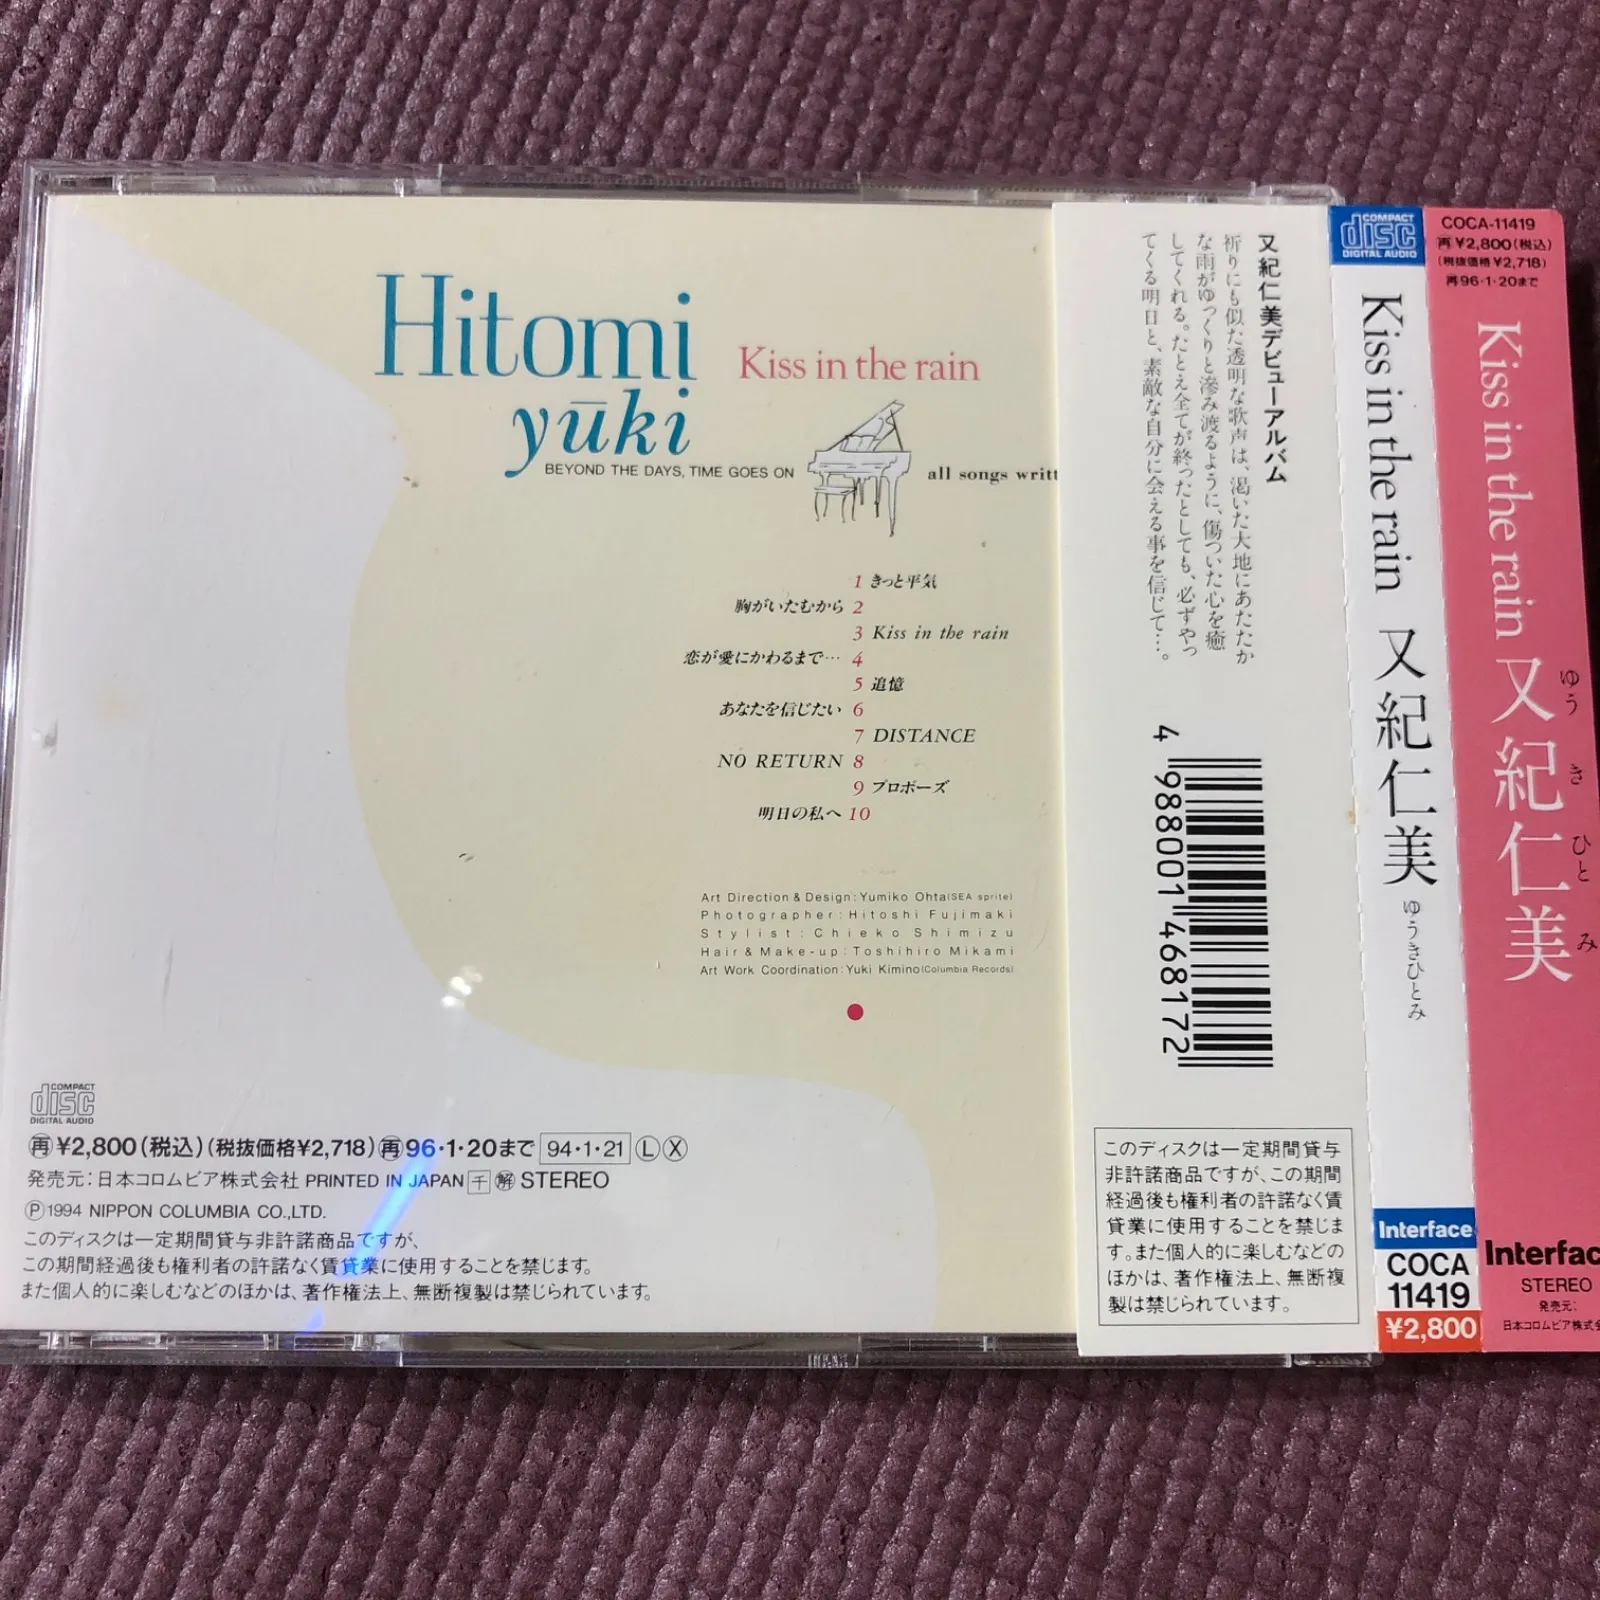 Hitomi
yūki
Kiss in the rain
BEYOND THE DAYS, TIME GOES ON
all songs writt
1 きっと平気
胸がいたむから 2
3 Kiss in the rain
恋が愛にかわるまで… 4
5 追憶
あなたを信じたい 6
7 DISTANCE
NO RETURN 8
9 プロポーズ
明日の私へ 10
Art Direction & Design:Yumiko Ohta(SEA sprite)
Photographer:Hitoshi Fujimaki
Stylist:Chieko Shimizu
Hair & Make-up:Toshihiro Mikami
Art Work Coordination:Yuki Kimino(Columbia Records)
COMPACT
disc
DIGITAL AUDIO
再¥2,800(税込)(税抜価格¥2,718)再96・1・20まで 94・1・21 Ⓛ Ⓧ
発売元:日本コロムビア株式会社 PRINTED IN JAPAN 千 解 STEREO
Ⓟ1994 NIPPON COLUMBIA CO.,LTD.
このディスクは一定期間貸与非許諾商品ですが、
この期間経過後も権利者の許諾なく賃貸業に使用することを禁じます。
また個人的に楽しむなどのほかは、著作権法上、無断複製は禁じられています。
又紀仁美デビューアルバム
祈りにも似た透明な歌声は、渇いた大地にあたたか
な雨がゆっくりと滲み渡るように、傷ついた心を癒
してくれる。たとえ全てが終ったとしても、必ずやっ
てくる明日と、素敵な自分に会える事を信じて…。
4 988001 468172
このディスクは一定期間貸与
非許諾商品ですが、この期間
経過後も権利者の許諾なく賃
貸業に使用することを禁じま
す。また個人的に楽しむなどの
ほかは、著作権法上、無断複
製は禁じられています。
COMPACT
disc
DIGITAL AUDIO
Kiss in the rain 又紀仁美 ゆうきひとみ
Interface
COCA
11419
¥2,800
COCA-11419
再¥2,800(税込)
(税抜価格¥2,718)
再96・1・20まで
Kiss in the rain 又紀仁美
ゆうきひとみ
Interfac
STEREO
発売元:
日本コロムビア株式会